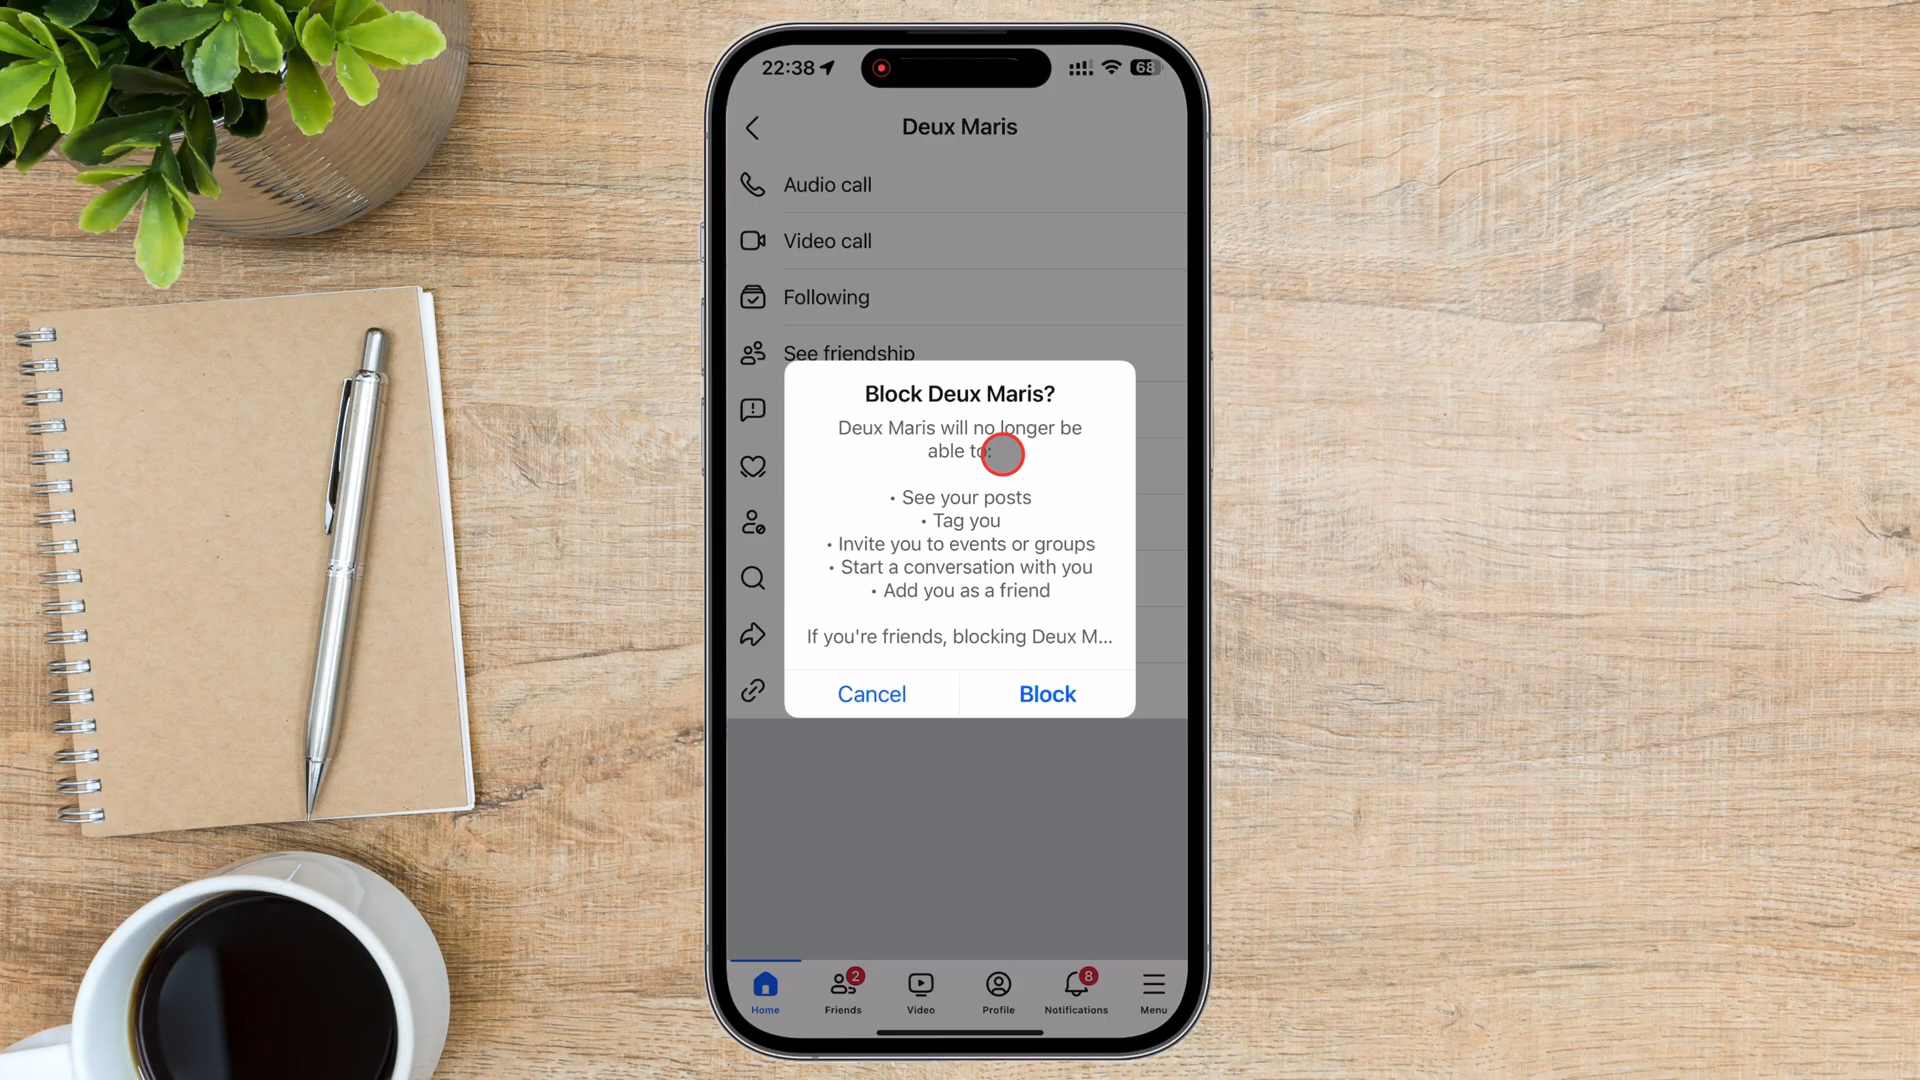 22:38
68
Deux Maris
Audio call
Video call
Following
See friendship
Block Deux Maris?
Deux Maris will no longer be
able to:
• See your posts
• Tag you
• Invite you to events or groups
• Start a conversation with you
• Add you as a friend
If you're friends, blocking Deux M...
Cancel
Block
2
8
Home
Friends
Video
Profile
Notifications
Menu